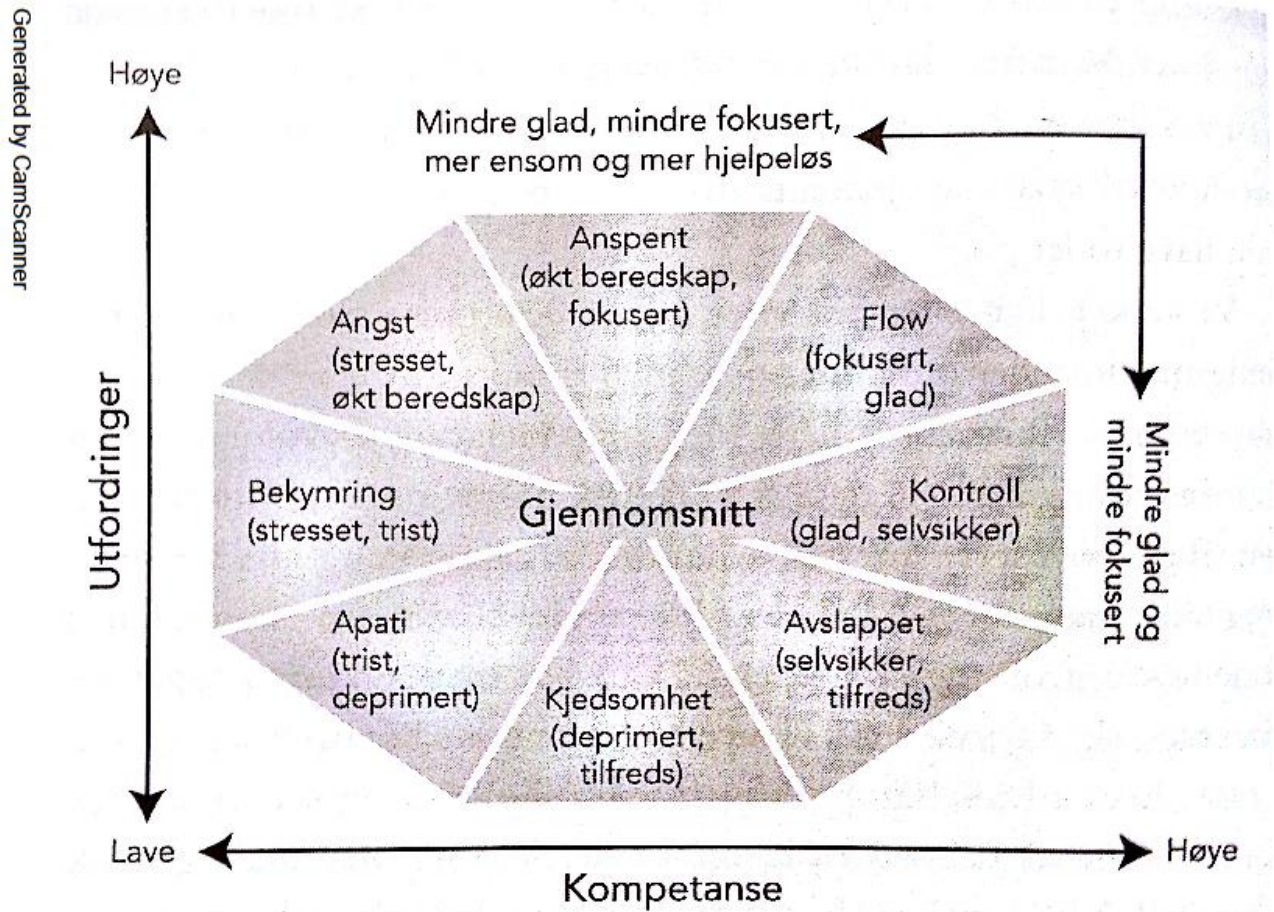 Generated by CamScanner
Høye
Mindre glad, mindre fokusert,
mer ensom og mer hjelpeløs
Anspent
(økt beredskap,
fokusert)
Angst
(stresset,
økt beredskap)
Flow
(fokusert,
glad)
Utfordringer
Bekymring
(stresset, trist)
Gjennomsnitt
Kontroll
(glad, selvsikker)
Mindre glad og
mindre fokusert
Apati
(trist,
deprimert)
Kjedsomhet
(deprimert,
tilfreds)
Avslappet
(selvsikker,
tilfreds)
Lave
Høye
Kompetanse